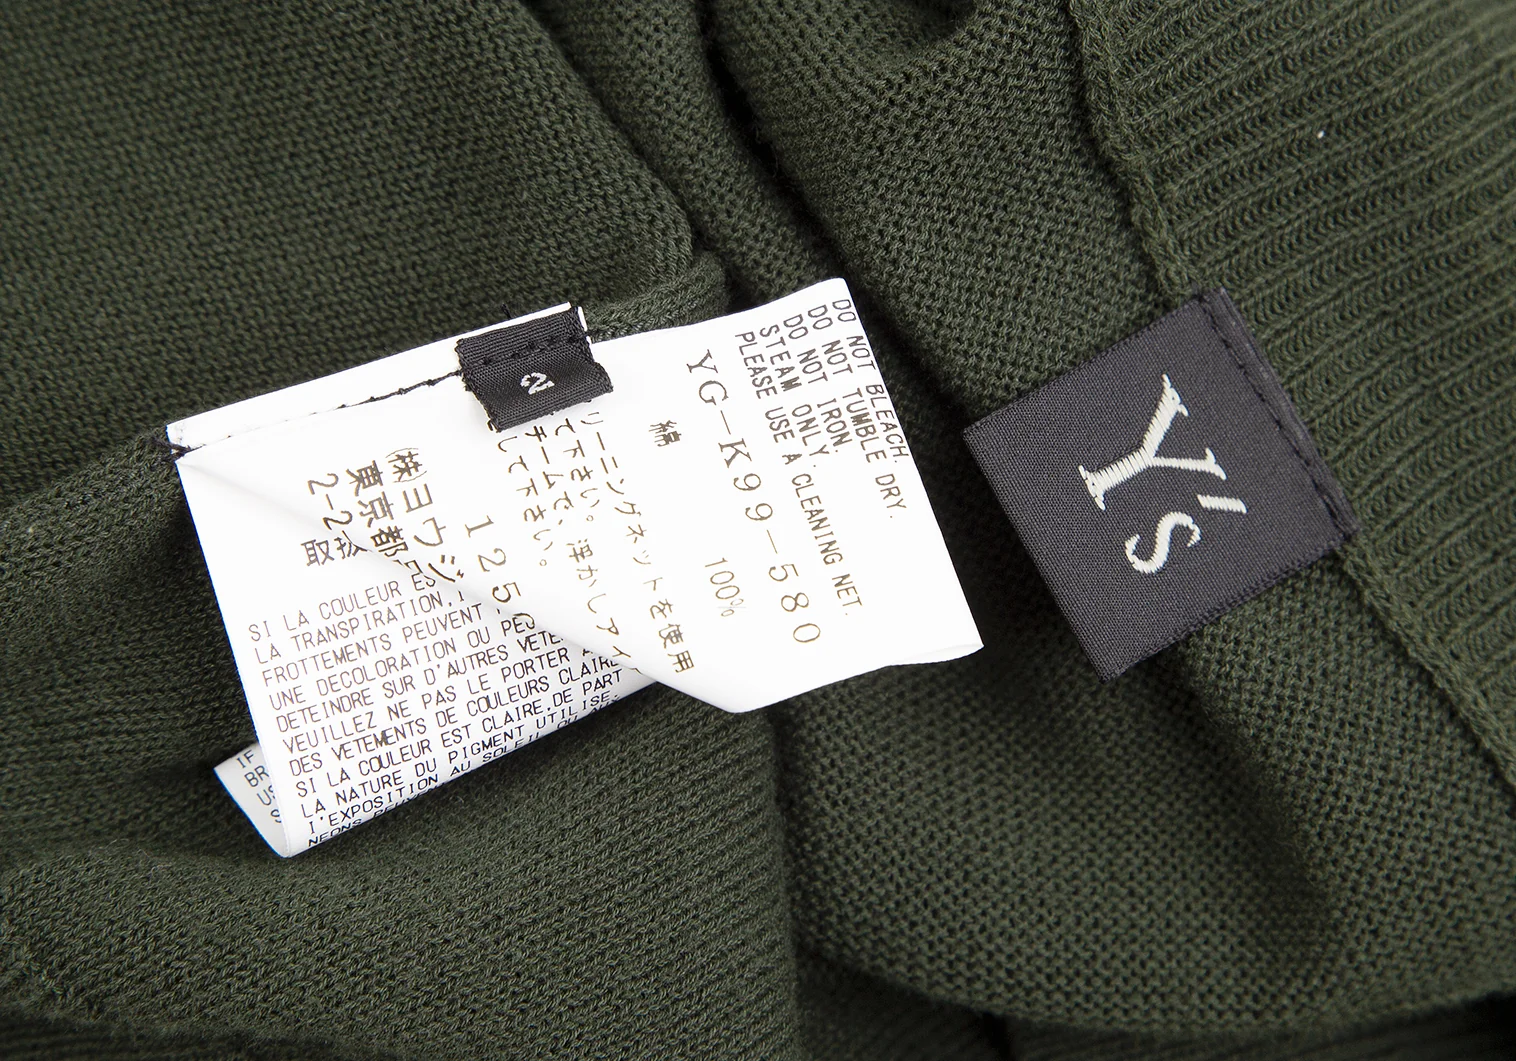 DO NOT BLEACH.
DO NOT TUMBLE DRY.
DO NOT IRON.
STEAM ONLY.
PLEASE USE A CLEANING NET.
YG-K99-580
綿 100%
リーニングネットを使用
て下さい。浮かしアイ
チームで、
して下さい。
125
(株)ヨウジ
東京都
2-2
取扱
2
Y's
SI LA COULEUR ES
LA TRANSPIRATION,
FROTTEMENTS PEUVENT
UNE DECOLORATION OU
DETEINDRE SUR D'AUTRES VETE
VEUILLEZ NE PAS LE PORTER
DES VETEMENTS DE COULEURS CLAIRE
SI LA COULEUR EST CLAIRE,DE PART
LA NATURE DU PIGMENT UTILISE,
L'EXPOSITION AU SOLEIL OU
NEONS
IF
BR
US